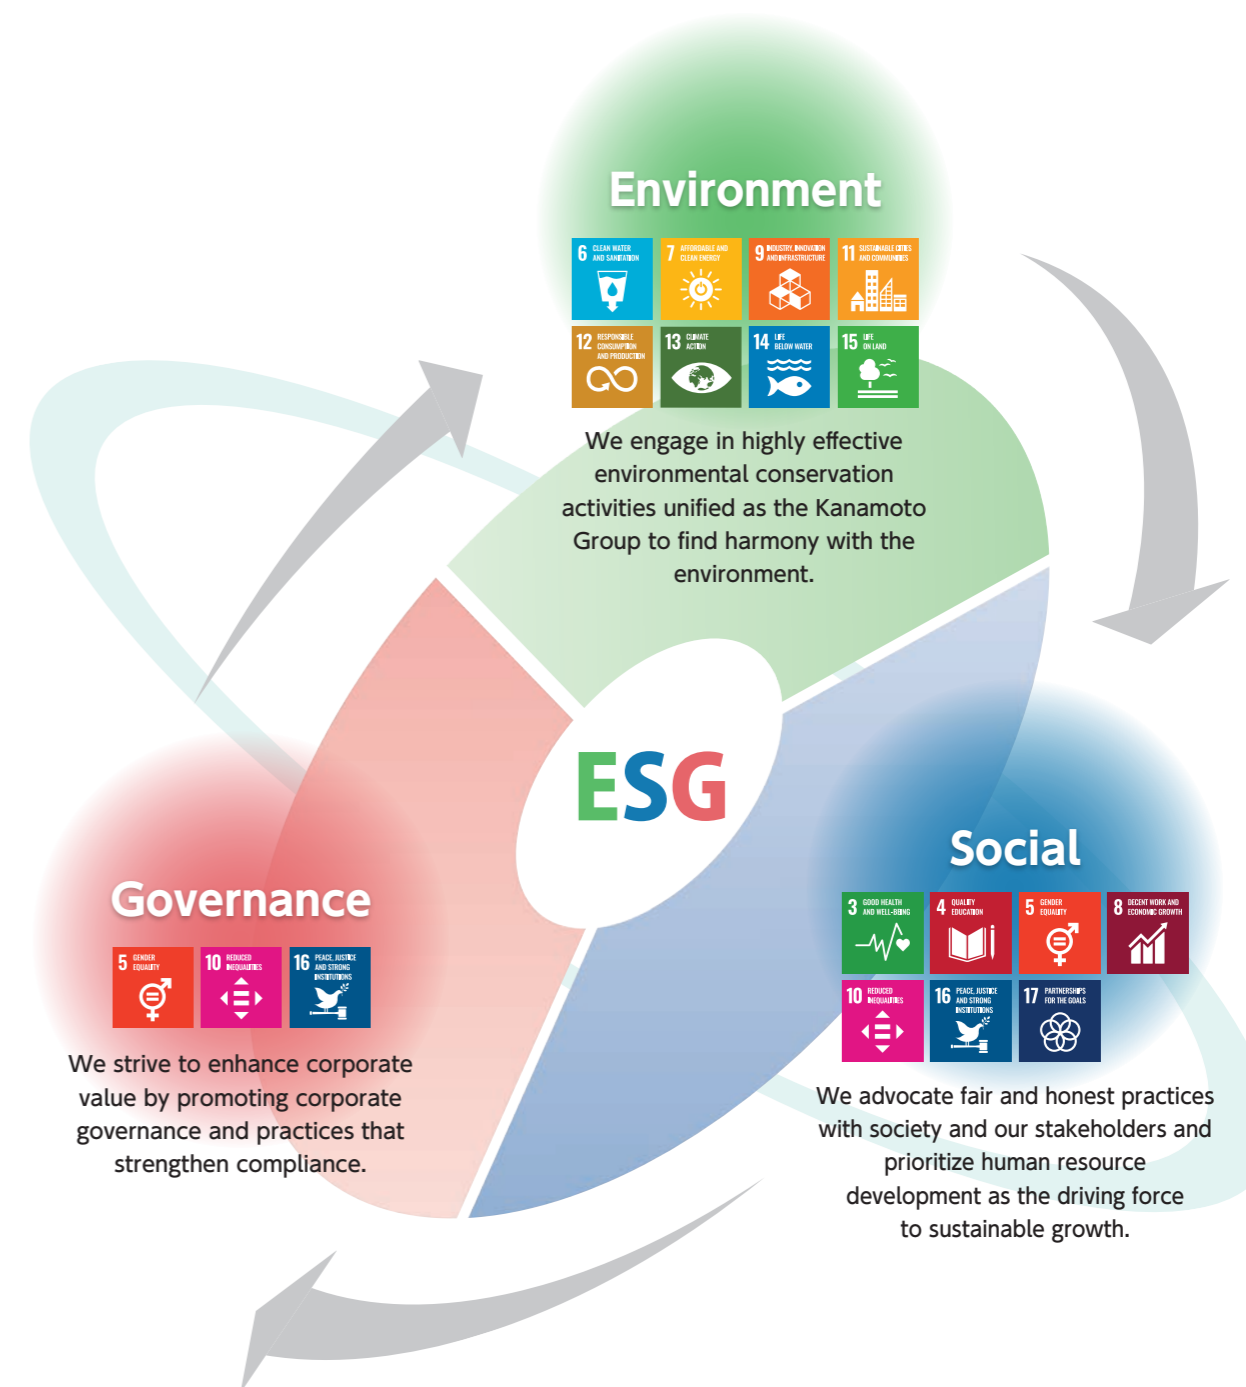 Environment
6 CLEAN WATER
AND SANITATION
7 AFFORDABLE AND
CLEAN ENERGY
9 INDUSTRY, INNOVATION
AND INFRASTRUCTURE
11 SUSTAINABLE CITIES
AND COMMUNITIES
12 RESPONSIBLE
CONSUMPTION
AND PRODUCTION
13 CLIMATE
ACTION
14 LIFE
BELOW WATER
15 LIFE
ON LAND
We engage in highly effective
environmental conservation
activities unified as the Kanamoto
Group to find harmony with the
environment.
ESG
Social
3 GOOD HEALTH
AND WELL-BEING
4 QUALITY
EDUCATION
5 GENDER
EQUALITY
8 DECENT WORK AND
ECONOMIC GROWTH
10 REDUCED
INEQUALITIES
16 PEACE, JUSTICE
AND STRONG
INSTITUTIONS
17 PARTNERSHIPS
FOR THE GOALS
We advocate fair and honest practices
with society and our stakeholders and
prioritize human resource
development as the driving force
to sustainable growth.
Governance
5 GENDER
EQUALITY
10 REDUCED
INEQUALITIES
16 PEACE, JUSTICE
AND STRONG
INSTITUTIONS
We strive to enhance corporate
value by promoting corporate
governance and practices that
strengthen compliance.